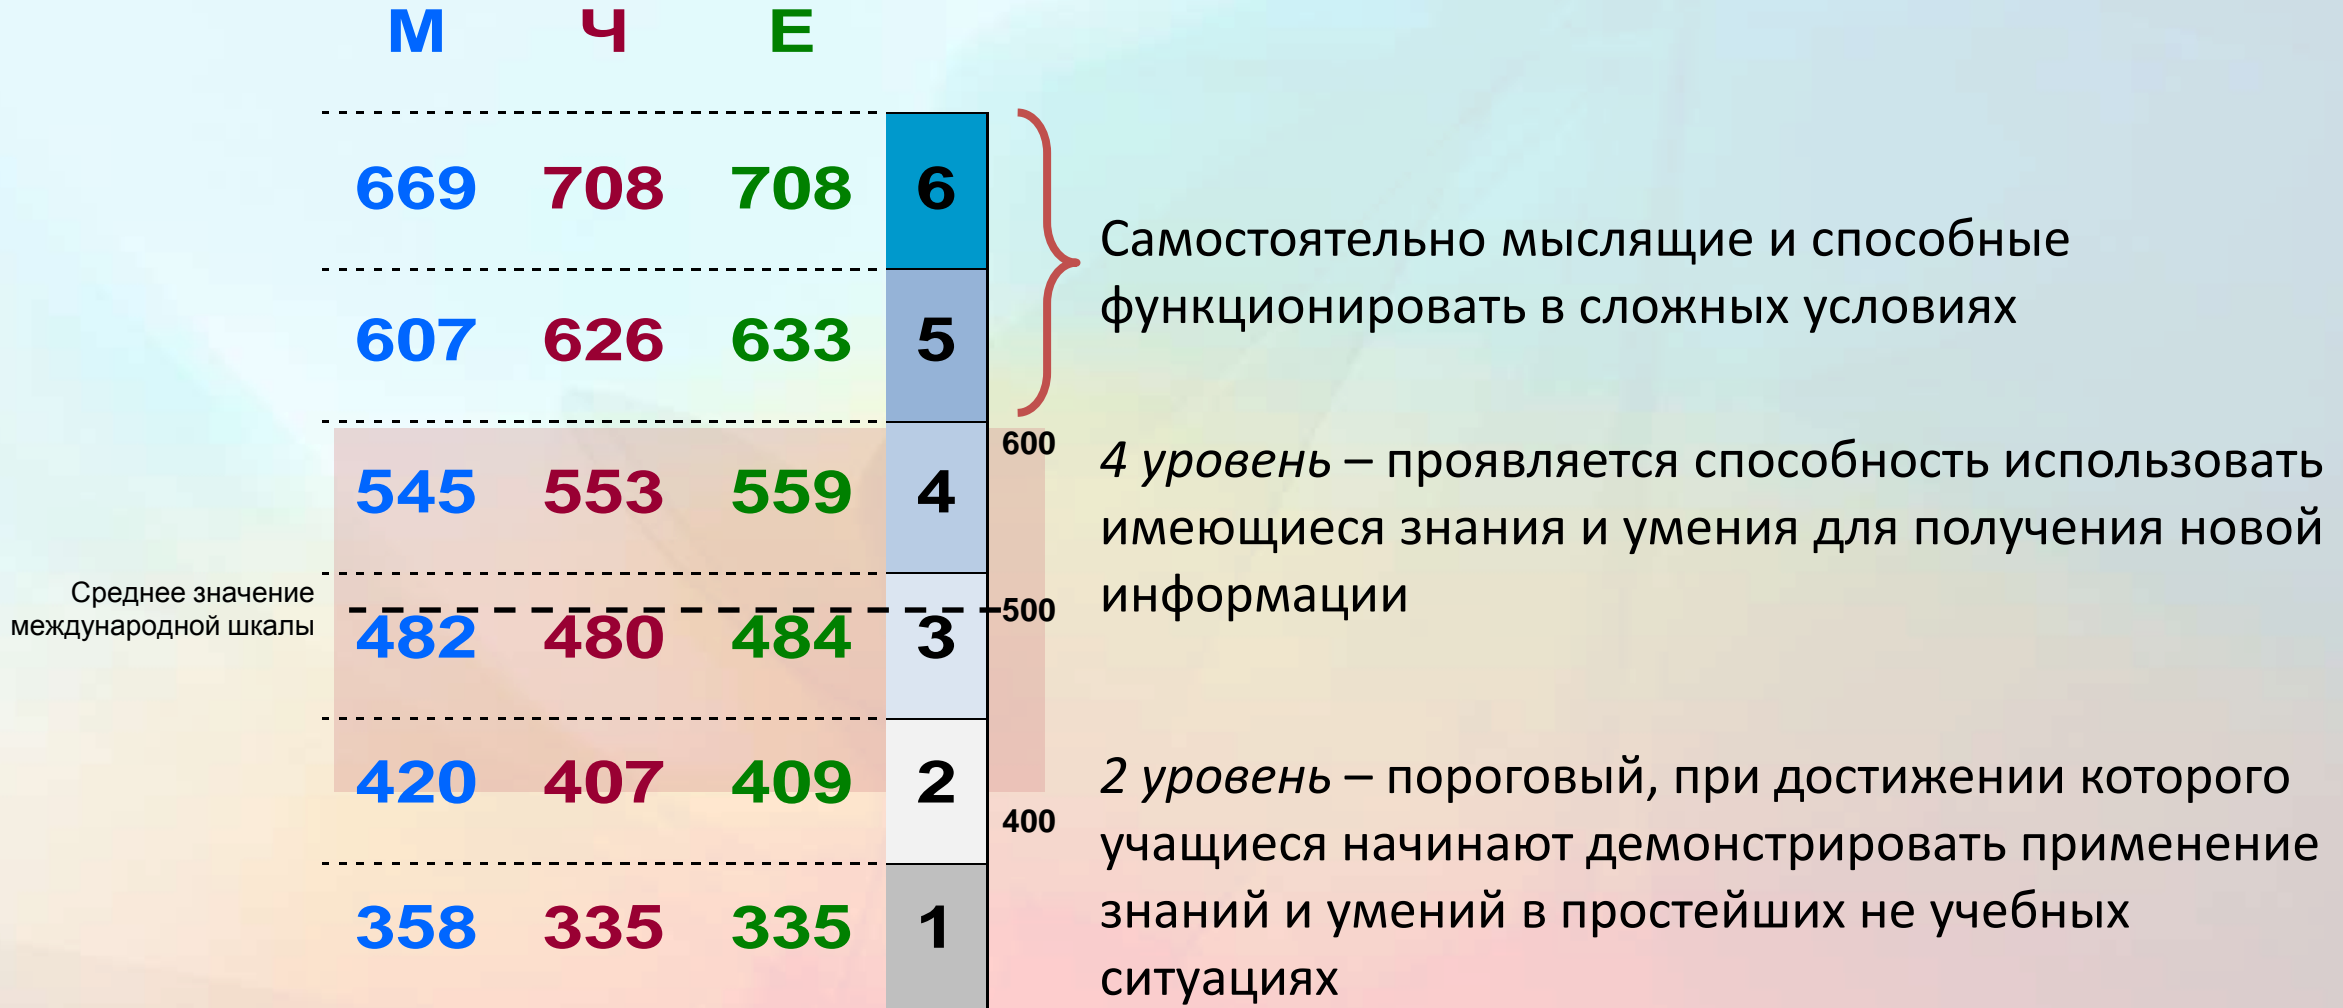 М Ч Е
669 708 708 6
607 626 633 5
Самостоятельно мыслящие и способные
функционировать в сложных условиях
600
545 553 559 4
4 уровень – проявляется способность использовать
имеющиеся знания и умения для получения новой
информации
Среднее значение
международной шкалы
500
482 480 484 3
420 407 409 2
400
2 уровень – пороговый, при достижении которого
учащиеся начинают демонстрировать применение
знаний и умений в простейших не учебных
ситуациях
358 335 335 1